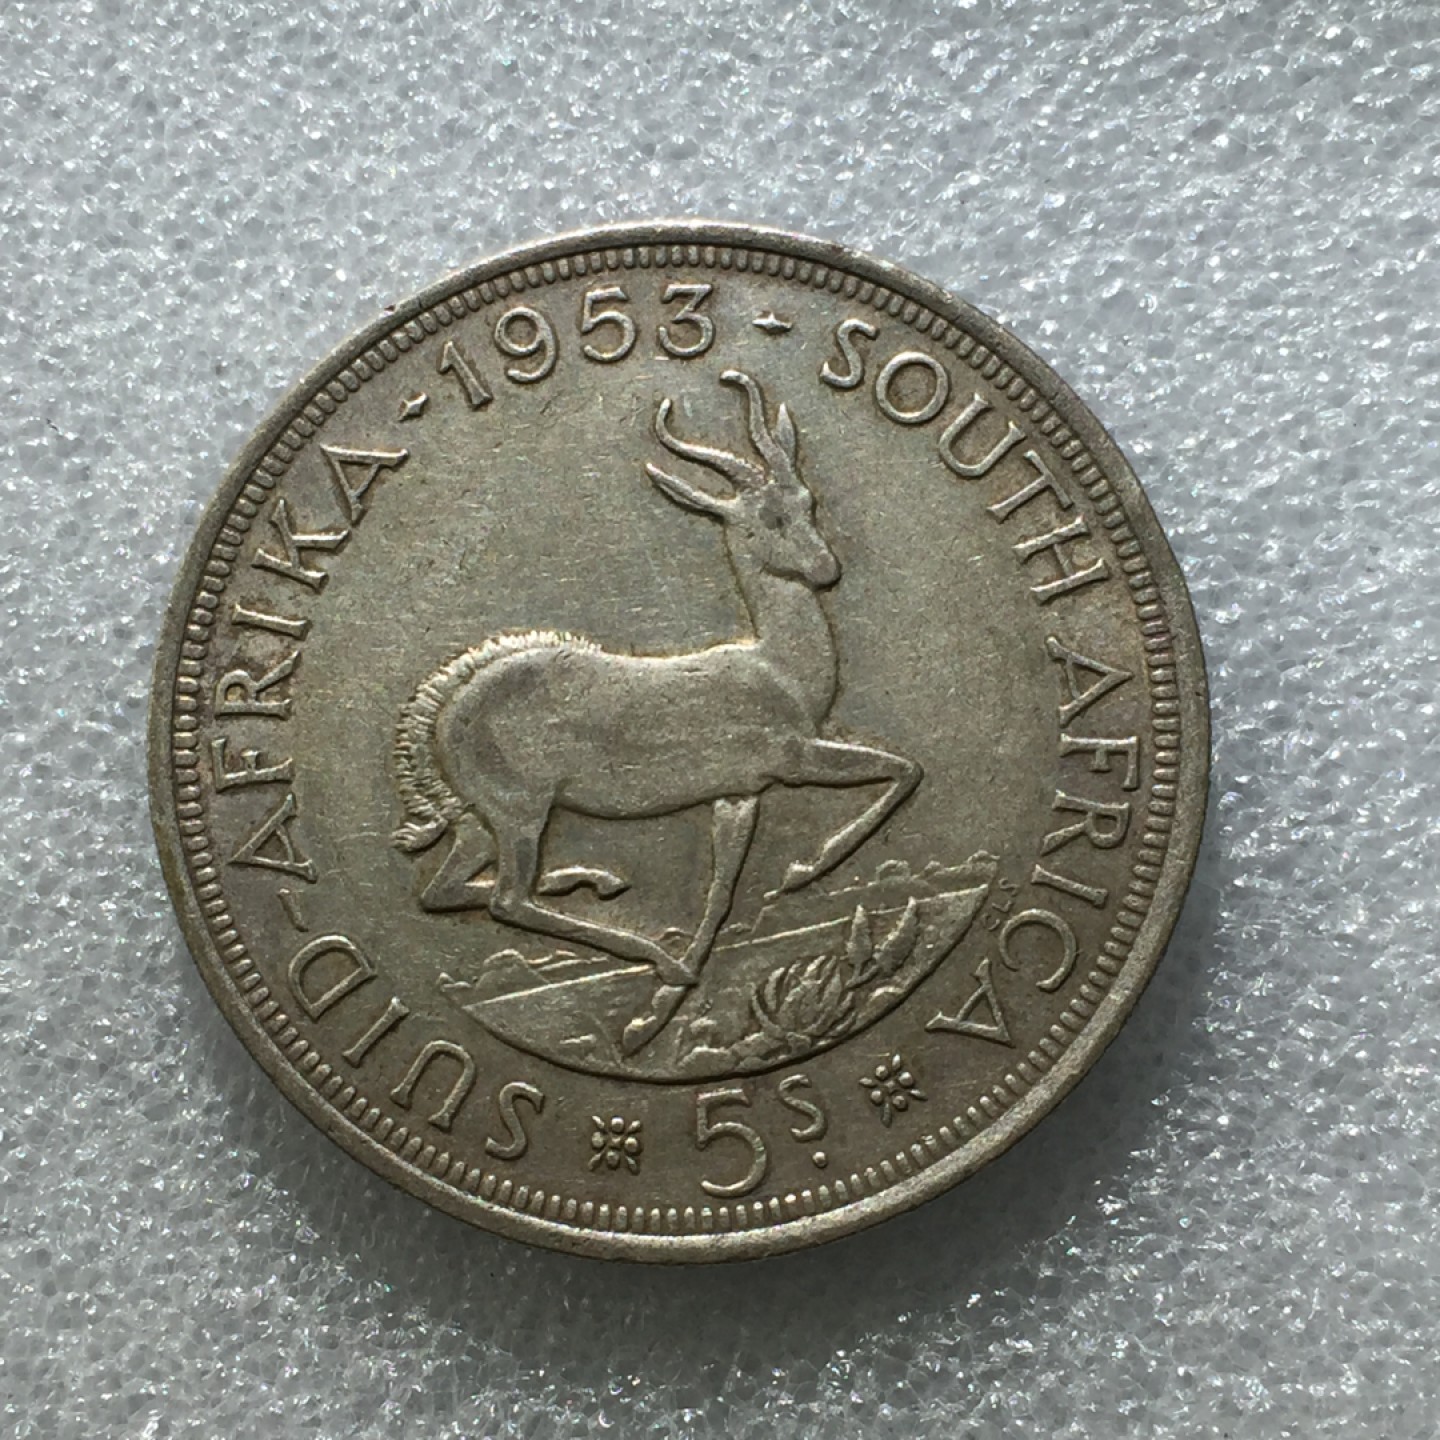 SUID-AFRIKA · 1953 · SOUTH AFRICA
5s.
CLS